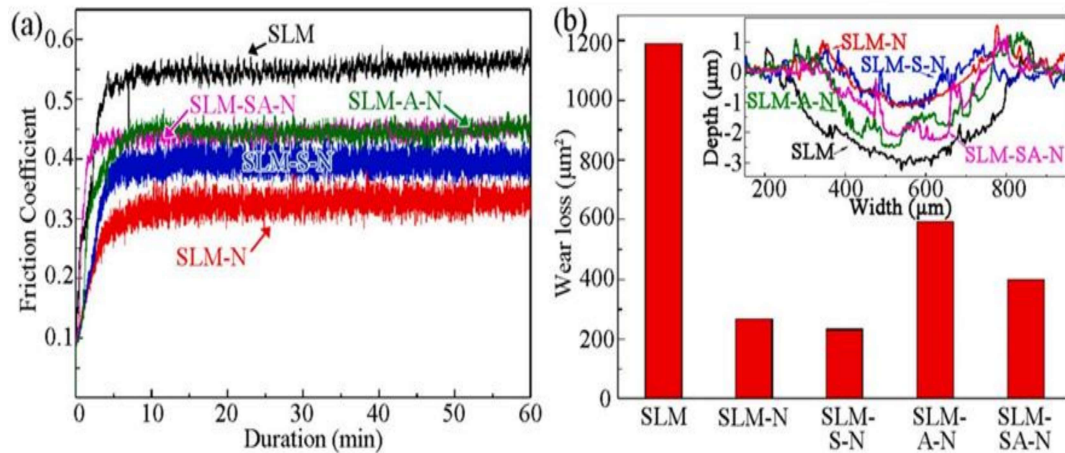 (a)
0.6
0.5
0.4
0.3
0.2
0.1
Friction Coefficient
SLM
SLM-SA-N
SLM-A-N
SLM-S-N
SLM-N
0 10 20 30 40 50 60
Duration (min)
(b)
1200
1000
800
600
400
200
0
Wear loss (µm²)
1
0
-1
-2
-3
Depth (µm)
SLM-N
SLM-S-N
SLM-A-N
SLM
SLM-SA-N
200 400 600 800
Width (µm)
SLM SLM-N SLM-S-N SLM-A-N SLM-SA-N